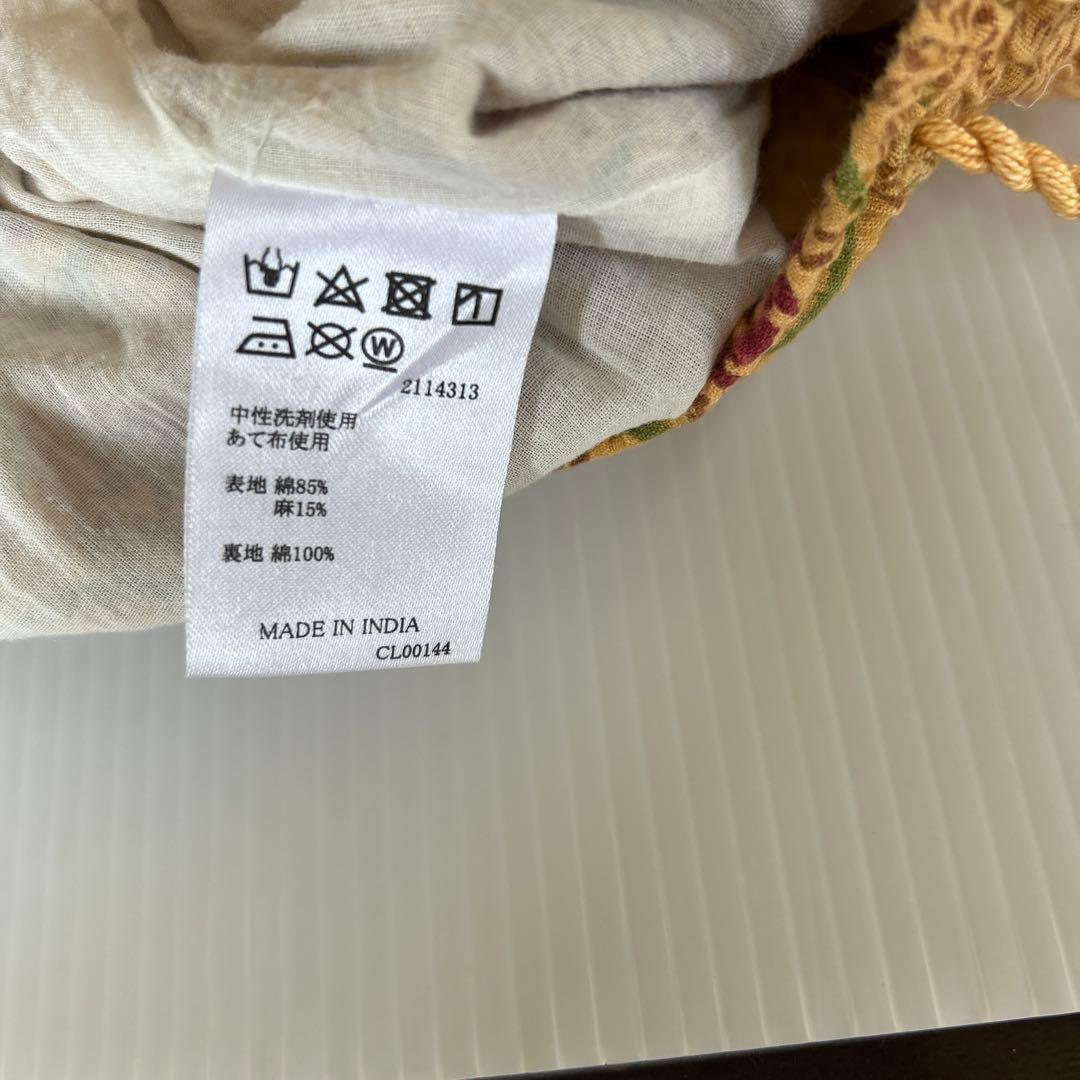 W
2114313
中性洗剤使用
あて布使用
表地 綿85%
麻15%
裏地 綿100%
MADE IN INDIA
CL00144